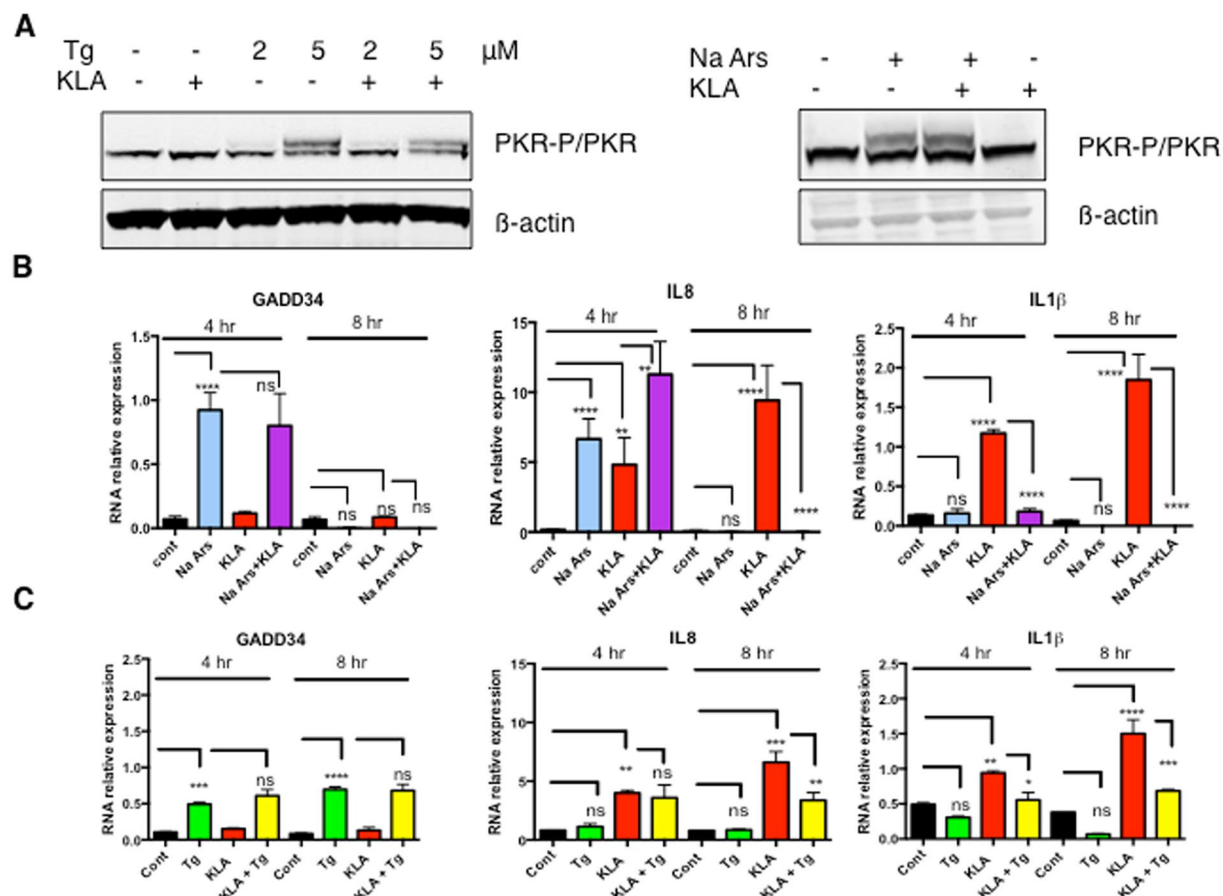 A
Tg - - 2 5 2 5 µM
KLA - + - - + +
PKR-P/PKR
ß-actin
Na Ars - + + -
KLA - - + +
PKR-P/PKR
ß-actin
B
GADD34
4 hr 8 hr
RNA relative expression
1.5
1.0
0.5
0.0
**** ns ns ns ns
cont Na Ars KLA Na Ars+KLA cont Na Ars KLA Na Ars+KLA
IL8
4 hr 8 hr
RNA relative expression
15
10
5
0
**** ** ** ns **** ****
cont Na Ars KLA Na Ars+KLA cont Na Ars KLA Na Ars+KLA
IL1β
4 hr 8 hr
RNA relative expression
2.5
2.0
1.5
1.0
0.5
0.0
ns **** **** ns **** ****
cont Na Ars KLA Na Ars+KLA cont Na Ars KLA Na Ars+KLA
C
GADD34
4 hr 8 hr
RNA relative expression
2.5
2.0
1.5
1.0
0.5
0.0
*** ns **** ns
Cont Tg KLA KLA + Tg Cont Tg KLA KLA + Tg
IL8
4 hr 8 hr
RNA relative expression
15
10
5
0
ns ** ns ns *** **
Cont Tg KLA KLA + Tg Cont Tg KLA KLA + Tg
IL1β
4 hr 8 hr
RNA relative expression
2.5
2.0
1.5
1.0
0.5
0.0
ns ** * ns **** ***
Cont Tg KLA KLA + Tg Cont Tg KLA KLA + Tg